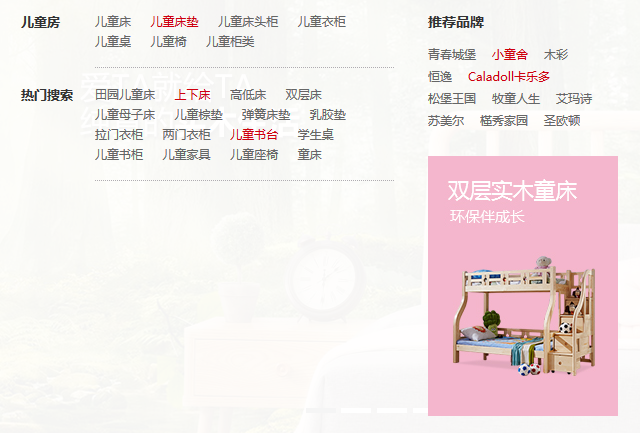 儿童房 儿童床 儿童床垫 儿童床头柜 儿童衣柜
儿童桌 儿童椅 儿童柜类
热门搜索 田园儿童床 上下床 高低床 双层床
儿童母子床 儿童棕垫 弹簧床垫 乳胶垫
拉门衣柜 两门衣柜 儿童书台 学生桌
儿童书柜 儿童家具 儿童座椅 童床
推荐品牌
青春城堡 小童舍 木彩
恒逸 Caladoll卡乐多
松堡王国 牧童人生 艾玛诗
苏美尔 槿秀家园 圣欧顿
双层实木童床
环保伴成长